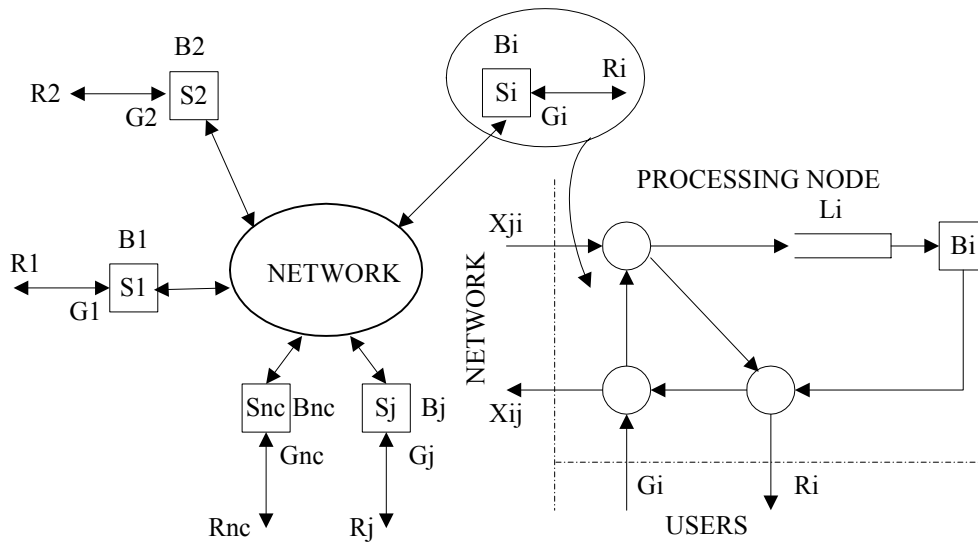 B2
R2
S2
G2
Bi
Si
Ri
Gi
B1
R1
S1
G1
NETWORK
Snc
Bnc
Sj
Bj
Gnc
Gj
Rnc
Rj
PROCESSING NODE
Li
Xji
Bi
NETWORK
Xij
Gi
Ri
USERS